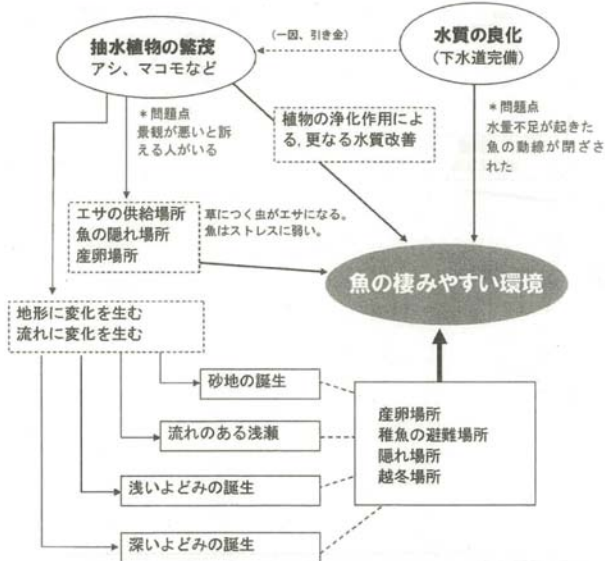 抽水植物の繁茂
アシ、マコモなど
(一因、引き金)
水質の良化
(下水道完備)
*問題点
景観が悪いと訴
える人がいる
植物の浄化作用によ
る,更なる水質改善
*問題点
水量不足が起きた
魚の動線が閉ざさ
れた
エサの供給場所
魚の隠れ場所
産卵場所
草につく虫がエサになる。
魚はストレスに弱い。
魚の棲みやすい環境
地形に変化を生む
流れに変化を生む
砂地の誕生
流れのある浅瀬
浅いよどみの誕生
深いよどみの誕生
産卵場所
稚魚の避難場所
隠れ場所
越冬場所